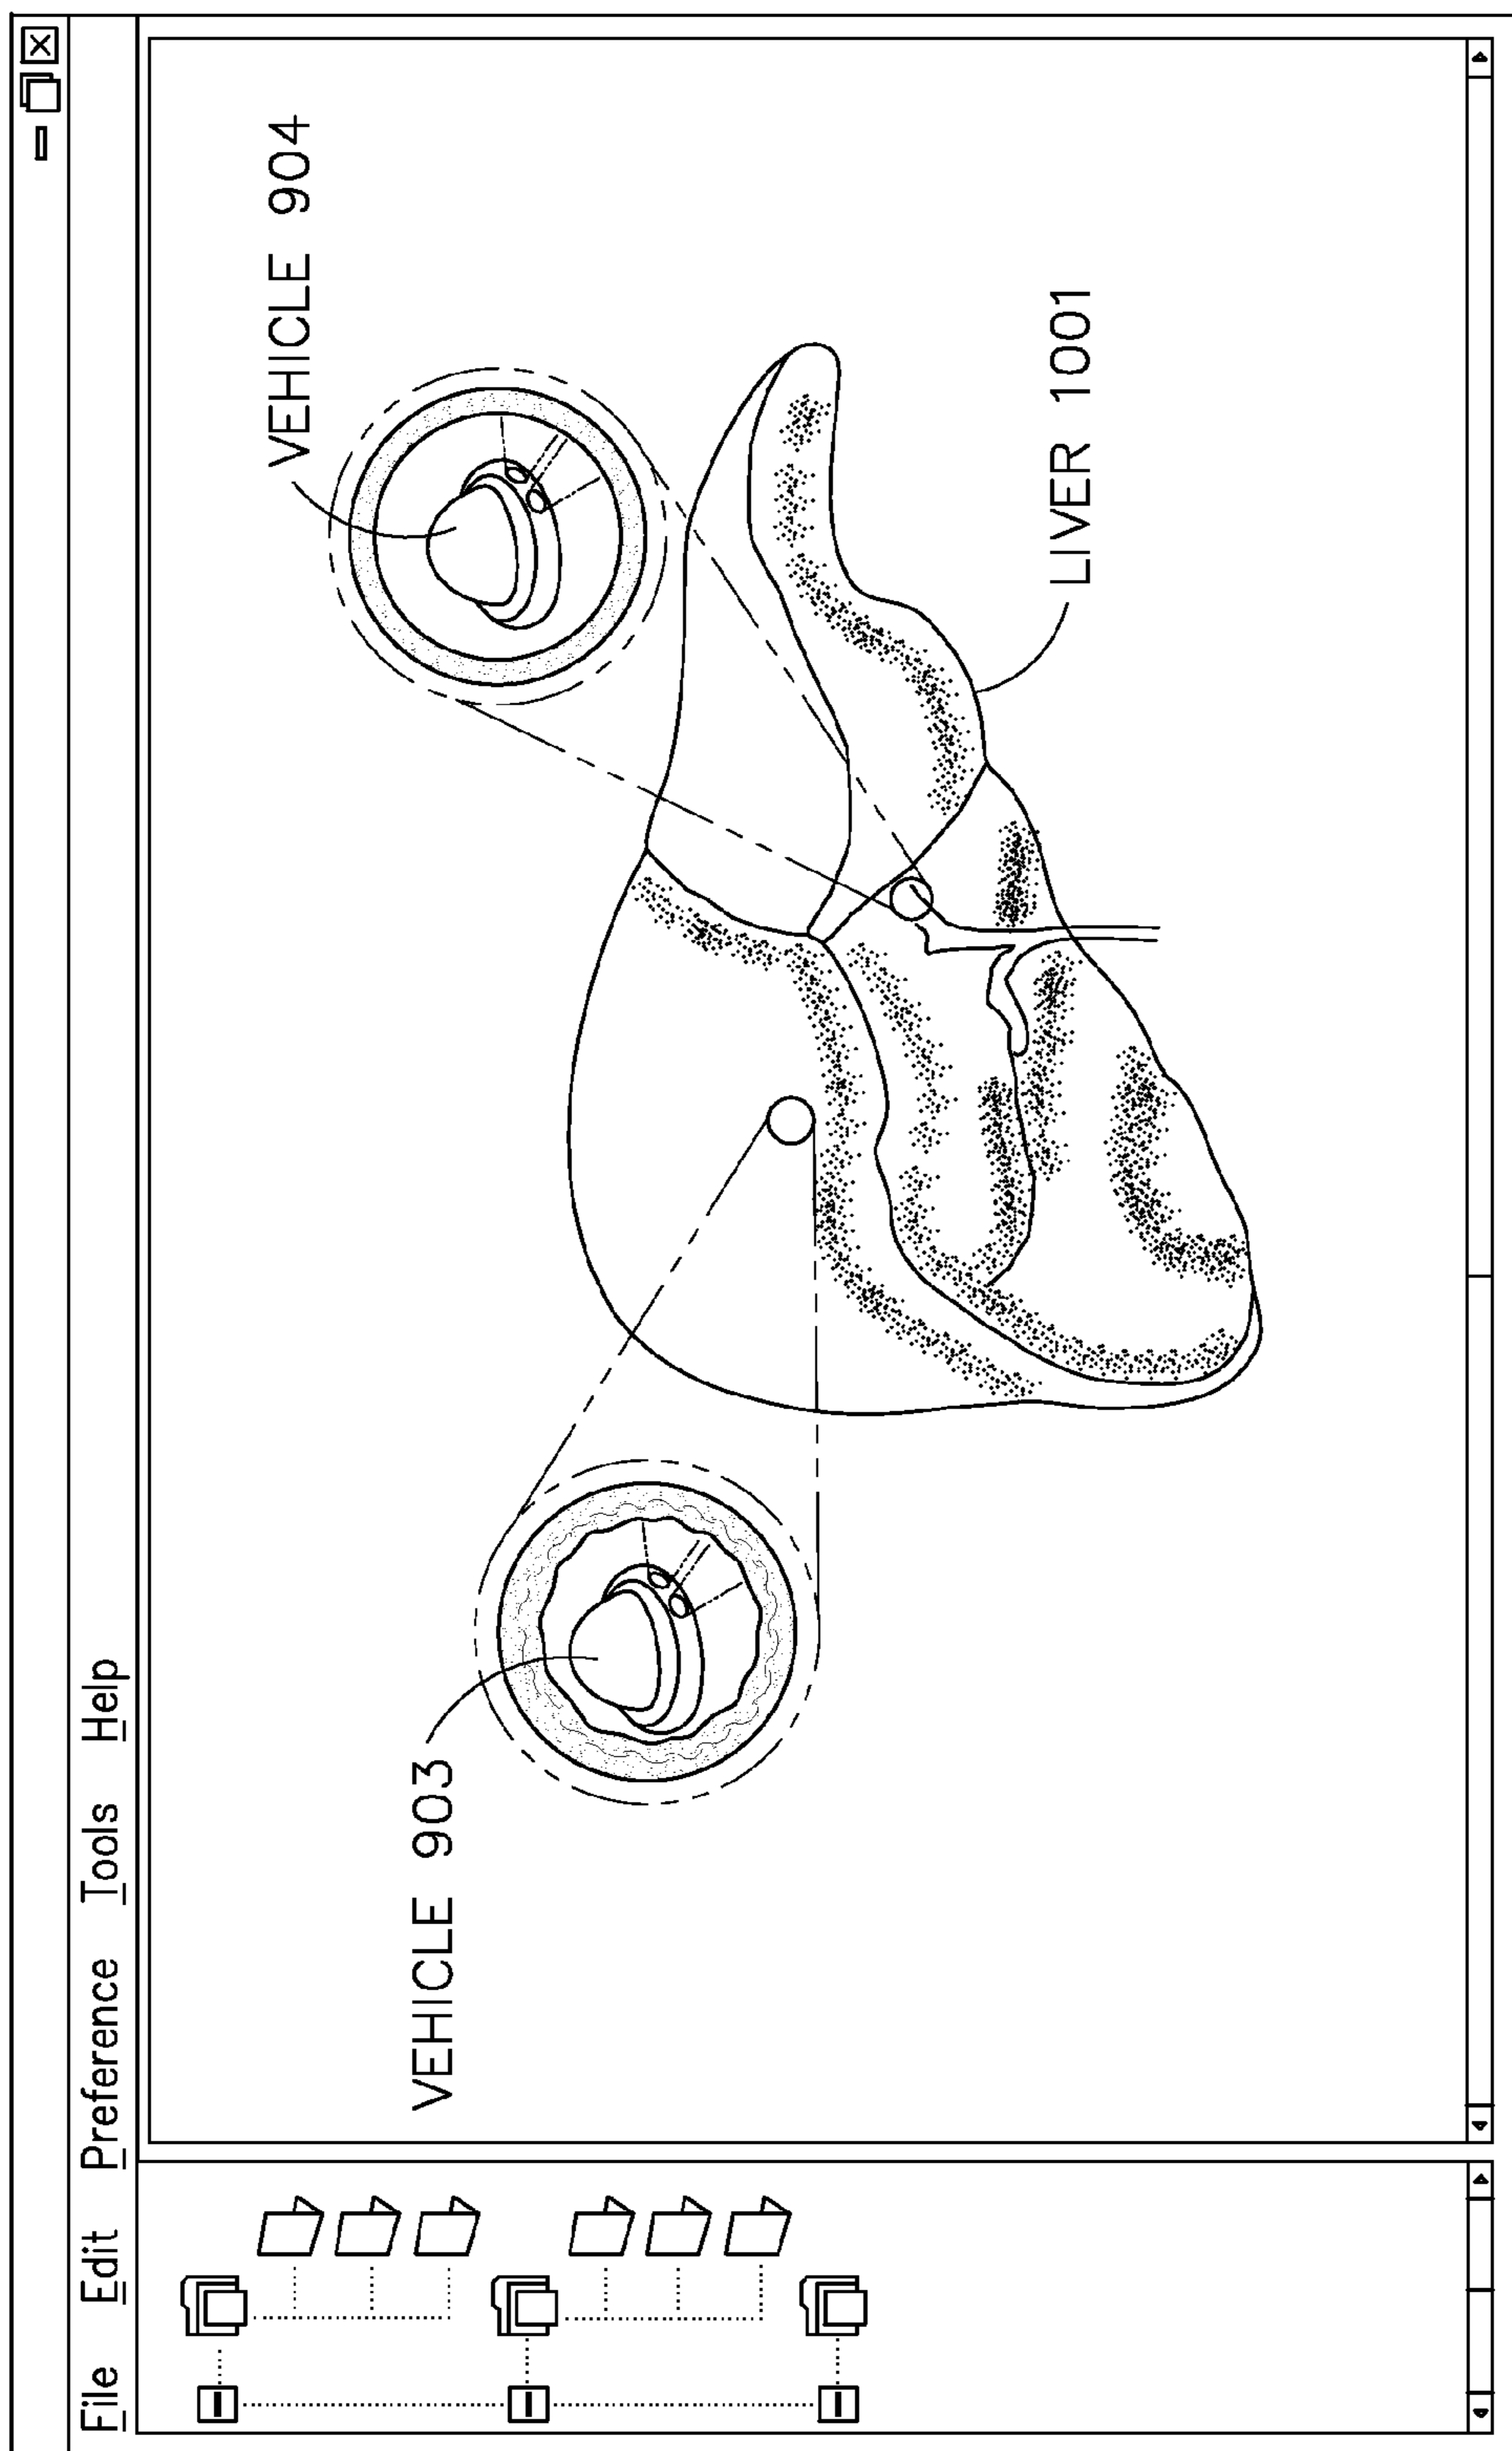 File Edit Preference Tools Help
VEHICLE 904
VEHICLE 903
LIVER 1001